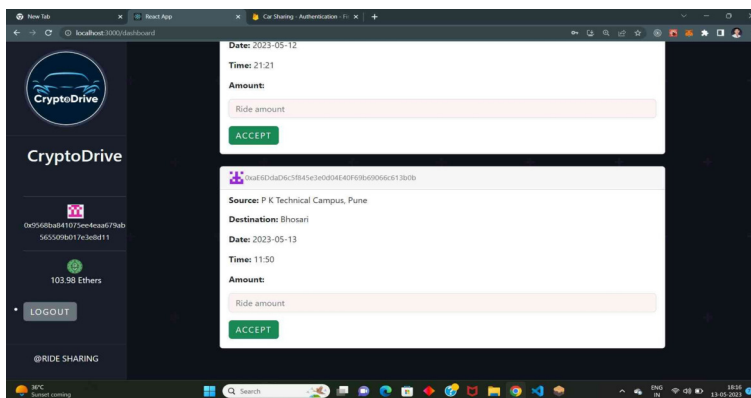 New Tab
React App
Car Sharing - Authentication - Fi
localhost:3000/dashboard
CryptoDrive
CryptoDrive
0x9568ba841075ee4eaa679ab
565509b017e3e8d11
103.98 Ethers
LOGOUT
@RIDE SHARING
Date: 2023-05-12
Time: 21:21
Amount:
Ride amount
ACCEPT
0xaE6DdaD6c5f845e3e0d04E40F69b69066c613b0b
Source: P K Technical Campus, Pune
Destination: Bhosari
Date: 2023-05-13
Time: 11:50
Amount:
Ride amount
ACCEPT
36°C
Sunset coming
Search
ENG
IN
18:16
13-05-2023